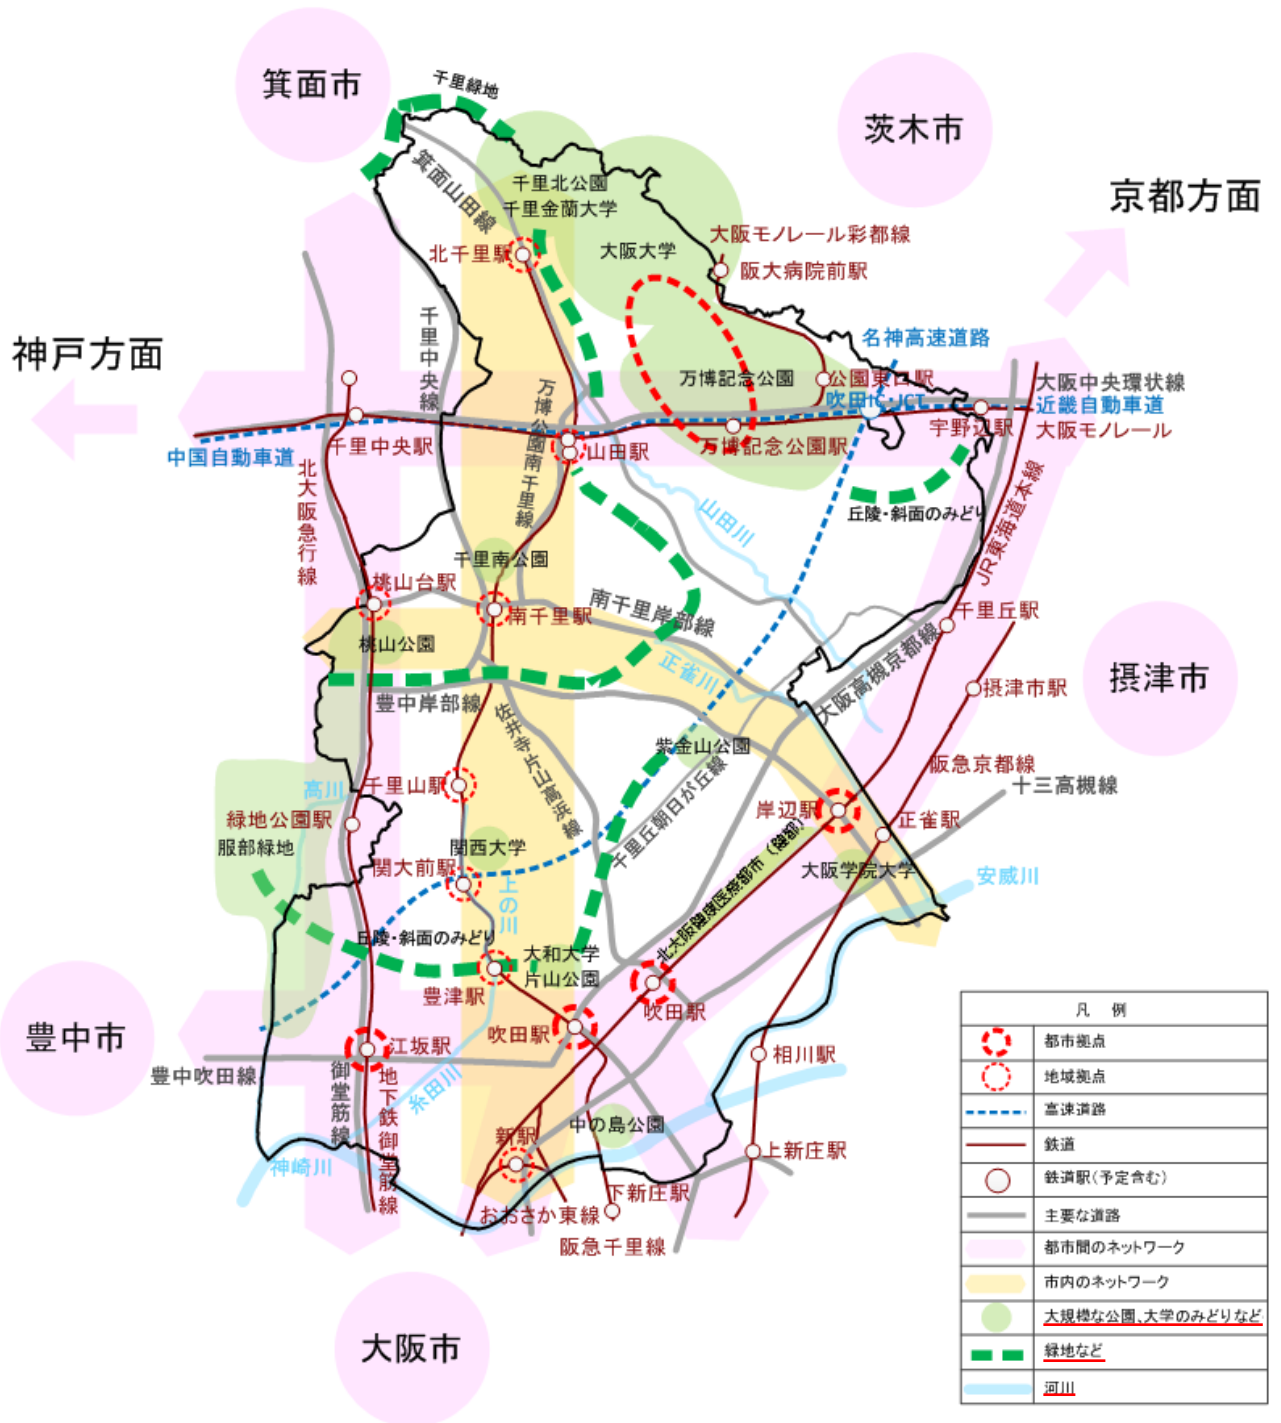 箕面市
千里緑地
茨木市
京都方面
箕面山田線
千里北公園
千里金蘭大学
北千里駅
大阪大学
大阪モノレール彩都線
阪大病院前駅
神戸方面
千里中央線
名神高速道路
万博記念公園
公園東口駅
大阪中央環状線
吹田IC・JCT
近畿自動車道
宇野辺駅
大阪モノレール
万博公園南千里線
千里中央駅
中国自動車道
山田駅
万博記念公園駅
北大阪急行線
山田川
丘陵・斜面のみどり
JR東海道本線
千里南公園
桃山台駅
南千里駅
南千里岸部線
千里丘駅
桃山公園
正雀川
大阪高槻京都線
摂津市駅
摂津市
豊中岸部線
佐井寺片山高浜線
紫金山公園
阪急京都線
十三高槻線
高川
千里山駅
千里丘朝日が丘線
岸辺駅
正雀駅
緑地公園駅
服部緑地
関西大学
関大前駅
大阪学院大学
安威川
上の川
北大阪健康医療都市（健都）
丘陵・斜面のみどり
大和大学
片山公園
豊津駅
吹田駅
吹田駅
豊中市
江坂駅
相川駅
豊中吹田線
御堂筋線
地下鉄御堂筋線
糸田川
中の島公園
新駅
上新庄駅
神崎川
下新庄駅
おおさか東線
阪急千里線
大阪市
凡 例
都市拠点
地域拠点
高速道路
鉄道
鉄道駅(予定含む)
主要な道路
都市間のネットワーク
市内のネットワーク
大規模な公園、大学のみどりなど
緑地など
河川